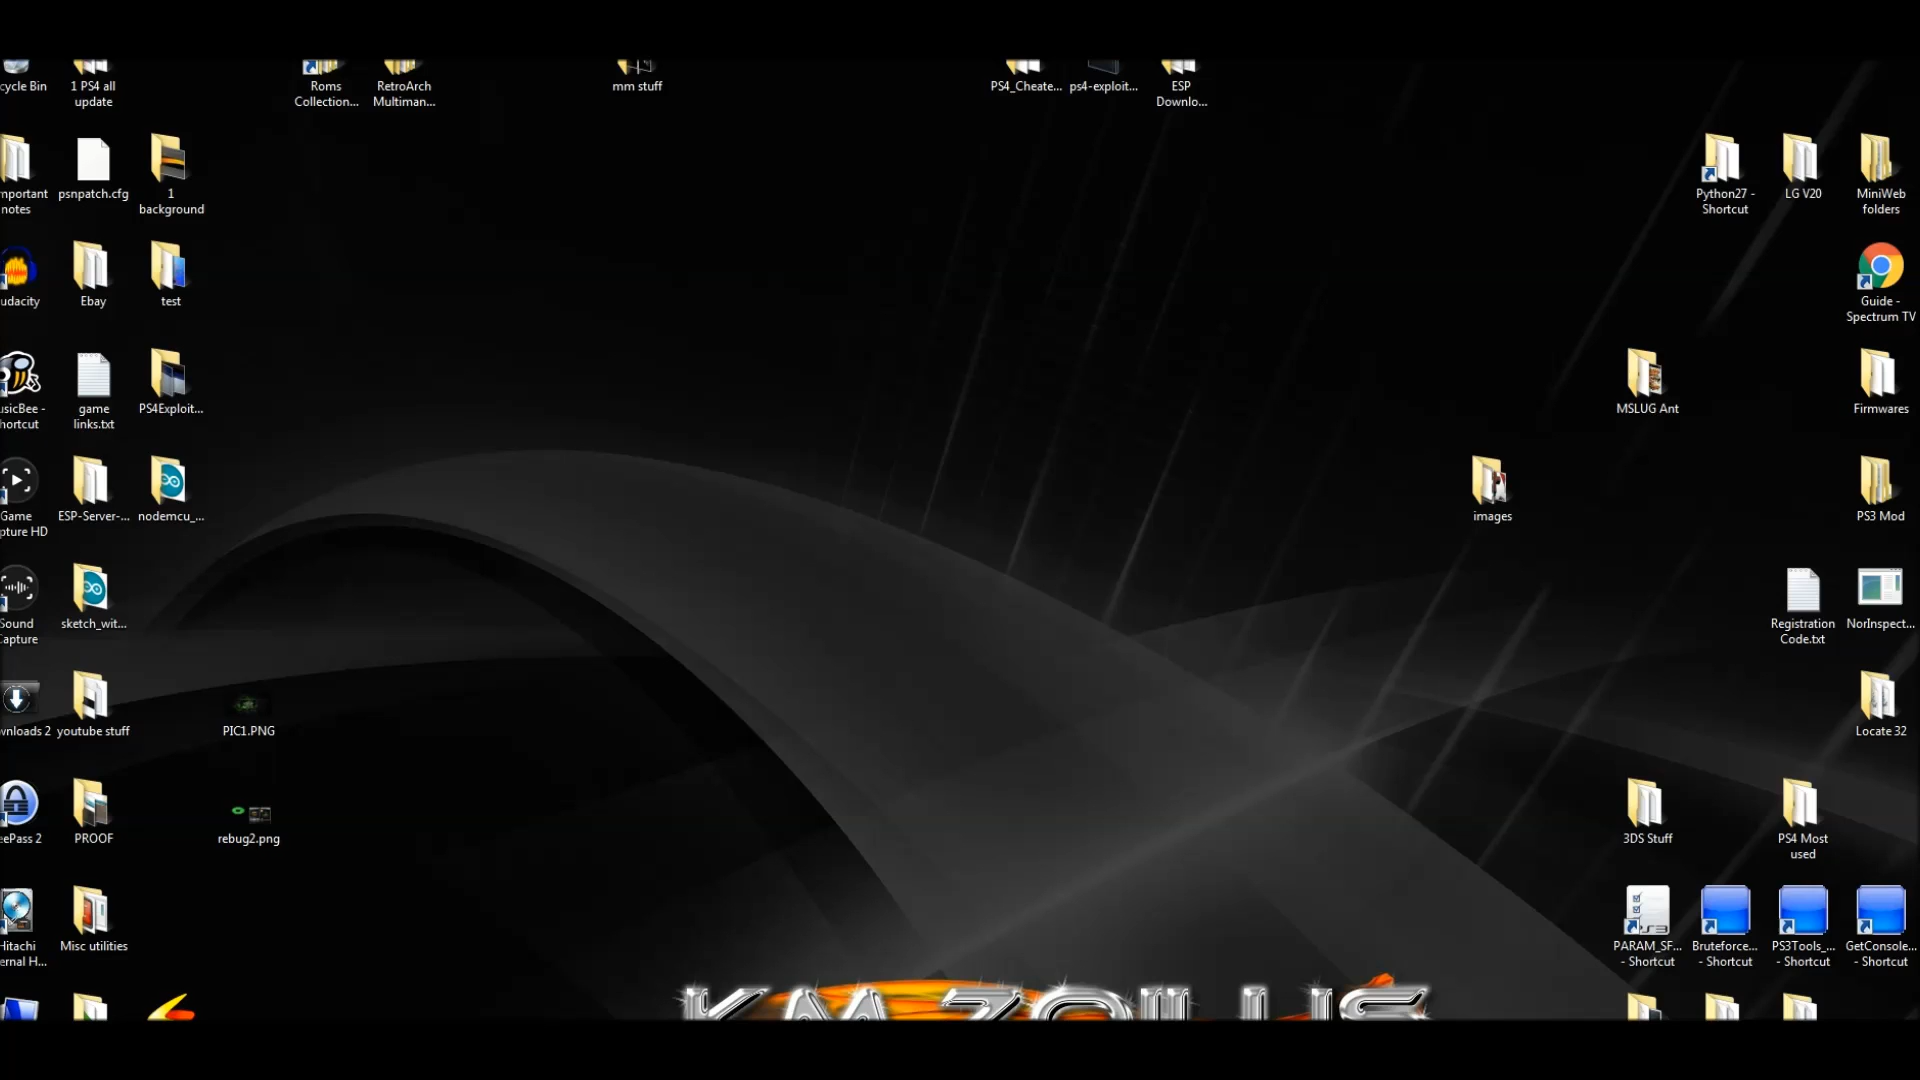 cycle Bin
1 PS4 all
update
Roms
Collection...
RetroArch
Multiman...
mm stuff
PS4_Cheate...
ps4-exploit...
ESP
Downlo...
mportant
notes
psnpatch.cfg
1
background
Python27 -
Shortcut
LG V20
MiniWeb
folders
udacity
Ebay
test
Guide -
Spectrum TV
usicBee -
hortcut
game
links.txt
PS4Exploit...
MSLUG Ant
Firmwares
Game
pture HD
ESP-Server-...
nodemcu_...
images
PS3 Mod
Sound
Capture
sketch_wit...
Registration
Code.txt
NorInspect...
wnloads 2
youtube stuff
PIC1.PNG
Locate 32
eePass 2
PROOF
rebug2.png
3DS Stuff
PS4 Most
used
Hitachi
ernal H...
Misc utilities
PARAM_SF...
- Shortcut
Bruteforce...
- Shortcut
PS3Tools_...
- Shortcut
GetConsole...
- Shortcut
PS3